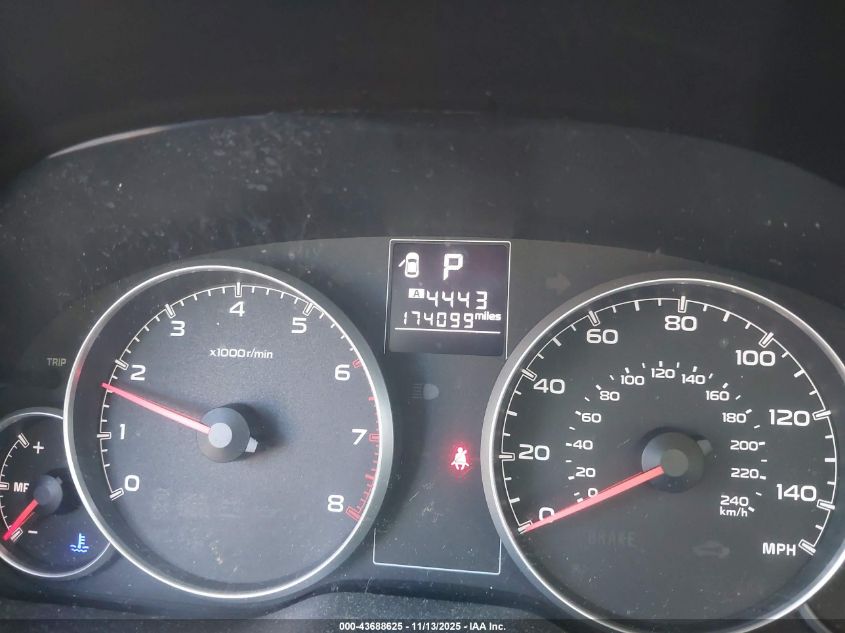 P
A 4443
174099 miles
TRIP
x1000r/min
0 1 2 3 4 5 6 7 8
+
MF
-
0 20 40 60 80 100 120 140
MPH
0 20 40 60 80 100 120 140 160 180 200 220 240
km/h
BRAKE
000-43688625 | 11/13/2025 - IAA Inc.